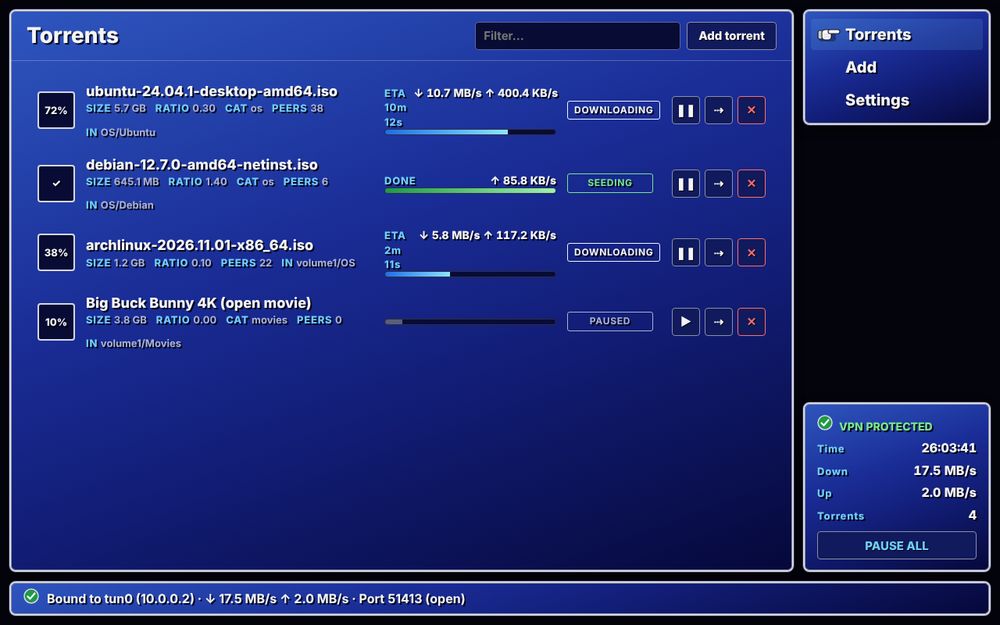 Torrents
Filter...
Add torrent
72%
ubuntu-24.04.1-desktop-amd64.iso
SIZE 5.7 GB RATIO 0.30 CAT os PEERS 38
IN OS/Ubuntu
ETA 10m 12s
↓ 10.7 MB/s ↑ 400.4 KB/s
DOWNLOADING
✓
debian-12.7.0-amd64-netinst.iso
SIZE 645.1 MB RATIO 1.40 CAT os PEERS 6
IN OS/Debian
DONE
↑ 85.8 KB/s
SEEDING
38%
archlinux-2026.11.01-x86_64.iso
SIZE 1.2 GB RATIO 0.10 PEERS 22 IN volume1/OS
ETA 2m 11s
↓ 5.8 MB/s ↑ 117.2 KB/s
DOWNLOADING
10%
Big Buck Bunny 4K (open movie)
SIZE 3.8 GB RATIO 0.00 CAT movies PEERS 0
IN volume1/Movies
PAUSED
Torrents
Add
Settings
VPN PROTECTED
Time 26:03:41
Down 17.5 MB/s
Up 2.0 MB/s
Torrents 4
PAUSE ALL
Bound to tun0 (10.0.0.2) · ↓ 17.5 MB/s ↑ 2.0 MB/s · Port 51413 (open)